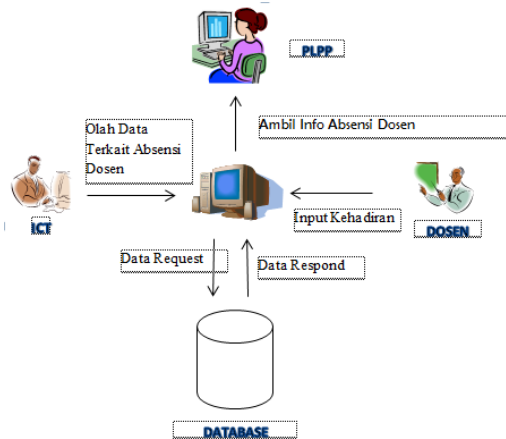 PLPP
Olah Data
Terkait Absensi
Dosen
Ambil Info Absensi Dosen
ICT
Input Kehadiran
DOSEN
Data Request
Data Respond
DATABASE